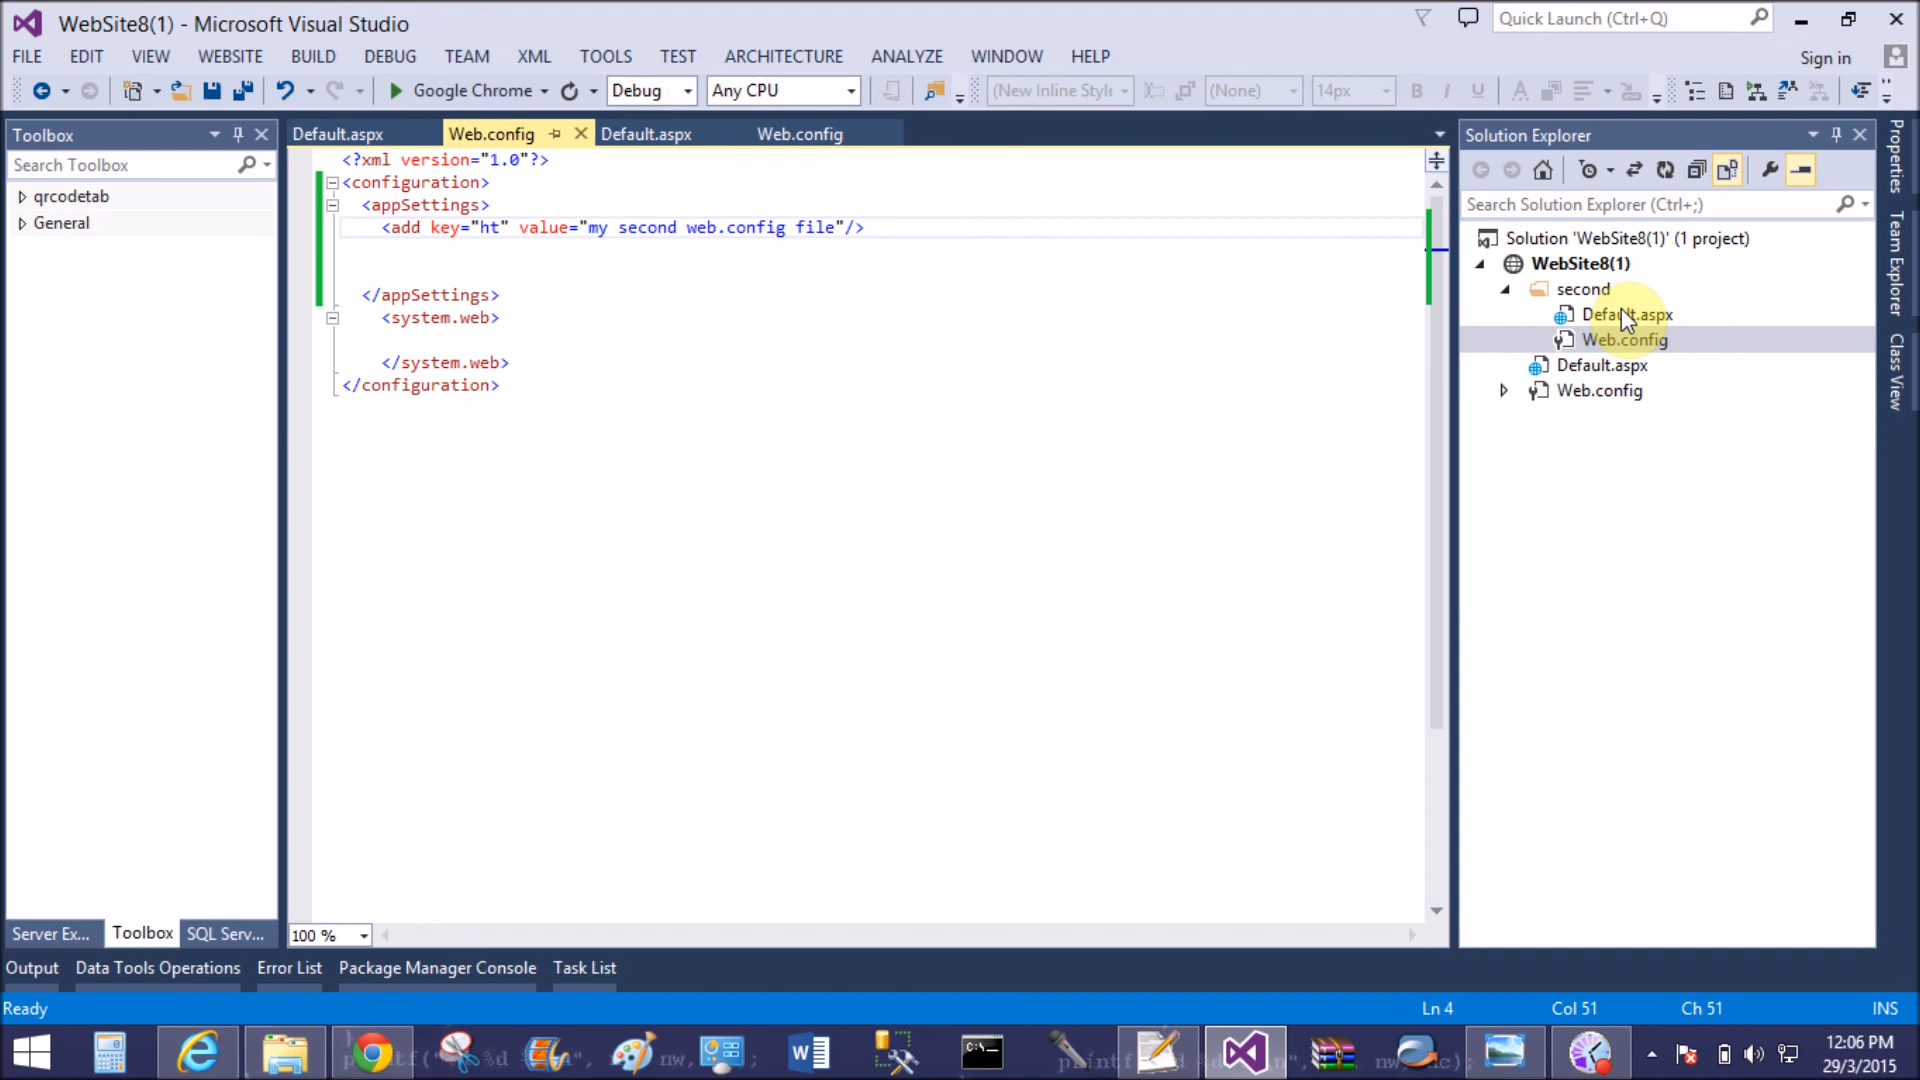 WebSite8(1) - Microsoft Visual Studio
Quick Launch (Ctrl+Q)
FILE EDIT VIEW WEBSITE BUILD DEBUG TEAM XML TOOLS TEST ARCHITECTURE ANALYZE WINDOW HELP
Sign in
Google Chrome Debug Any CPU (New Inline Style (None) 14px B I U A
Toolbox
Search Toolbox
qrcodetab
General
Default.aspx Web.config Default.aspx Web.config
<?xml version="1.0"?>
<configuration>
<appSettings>
<add key="ht" value="my second web.config file"/>
</appSettings>
<system.web>
</system.web>
</configuration>
Solution Explorer
Search Solution Explorer (Ctrl+;)
Solution 'WebSite8(1)' (1 project)
WebSite8(1)
second
Default.aspx
Web.config
Default.aspx
Web.config
Properties
Team Explorer
Class View
Server Ex... Toolbox SQL Serv...
100 %
Output Data Tools Operations Error List Package Manager Console Task List
Ready
Ln 4 Col 51 Ch 51 INS
12:06 PM
29/3/2015